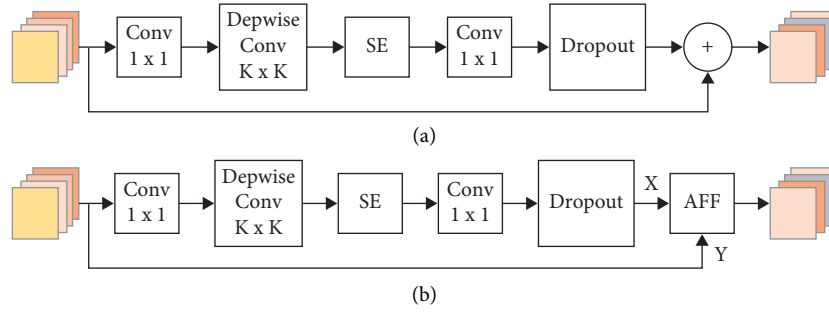 Conv
1 x 1
Depwise
Conv
K x K
SE
Conv
1 x 1
Dropout
+
(a)
Conv
1 x 1
Depwise
Conv
K x K
SE
Conv
1 x 1
Dropout
X
AFF
Y
(b)